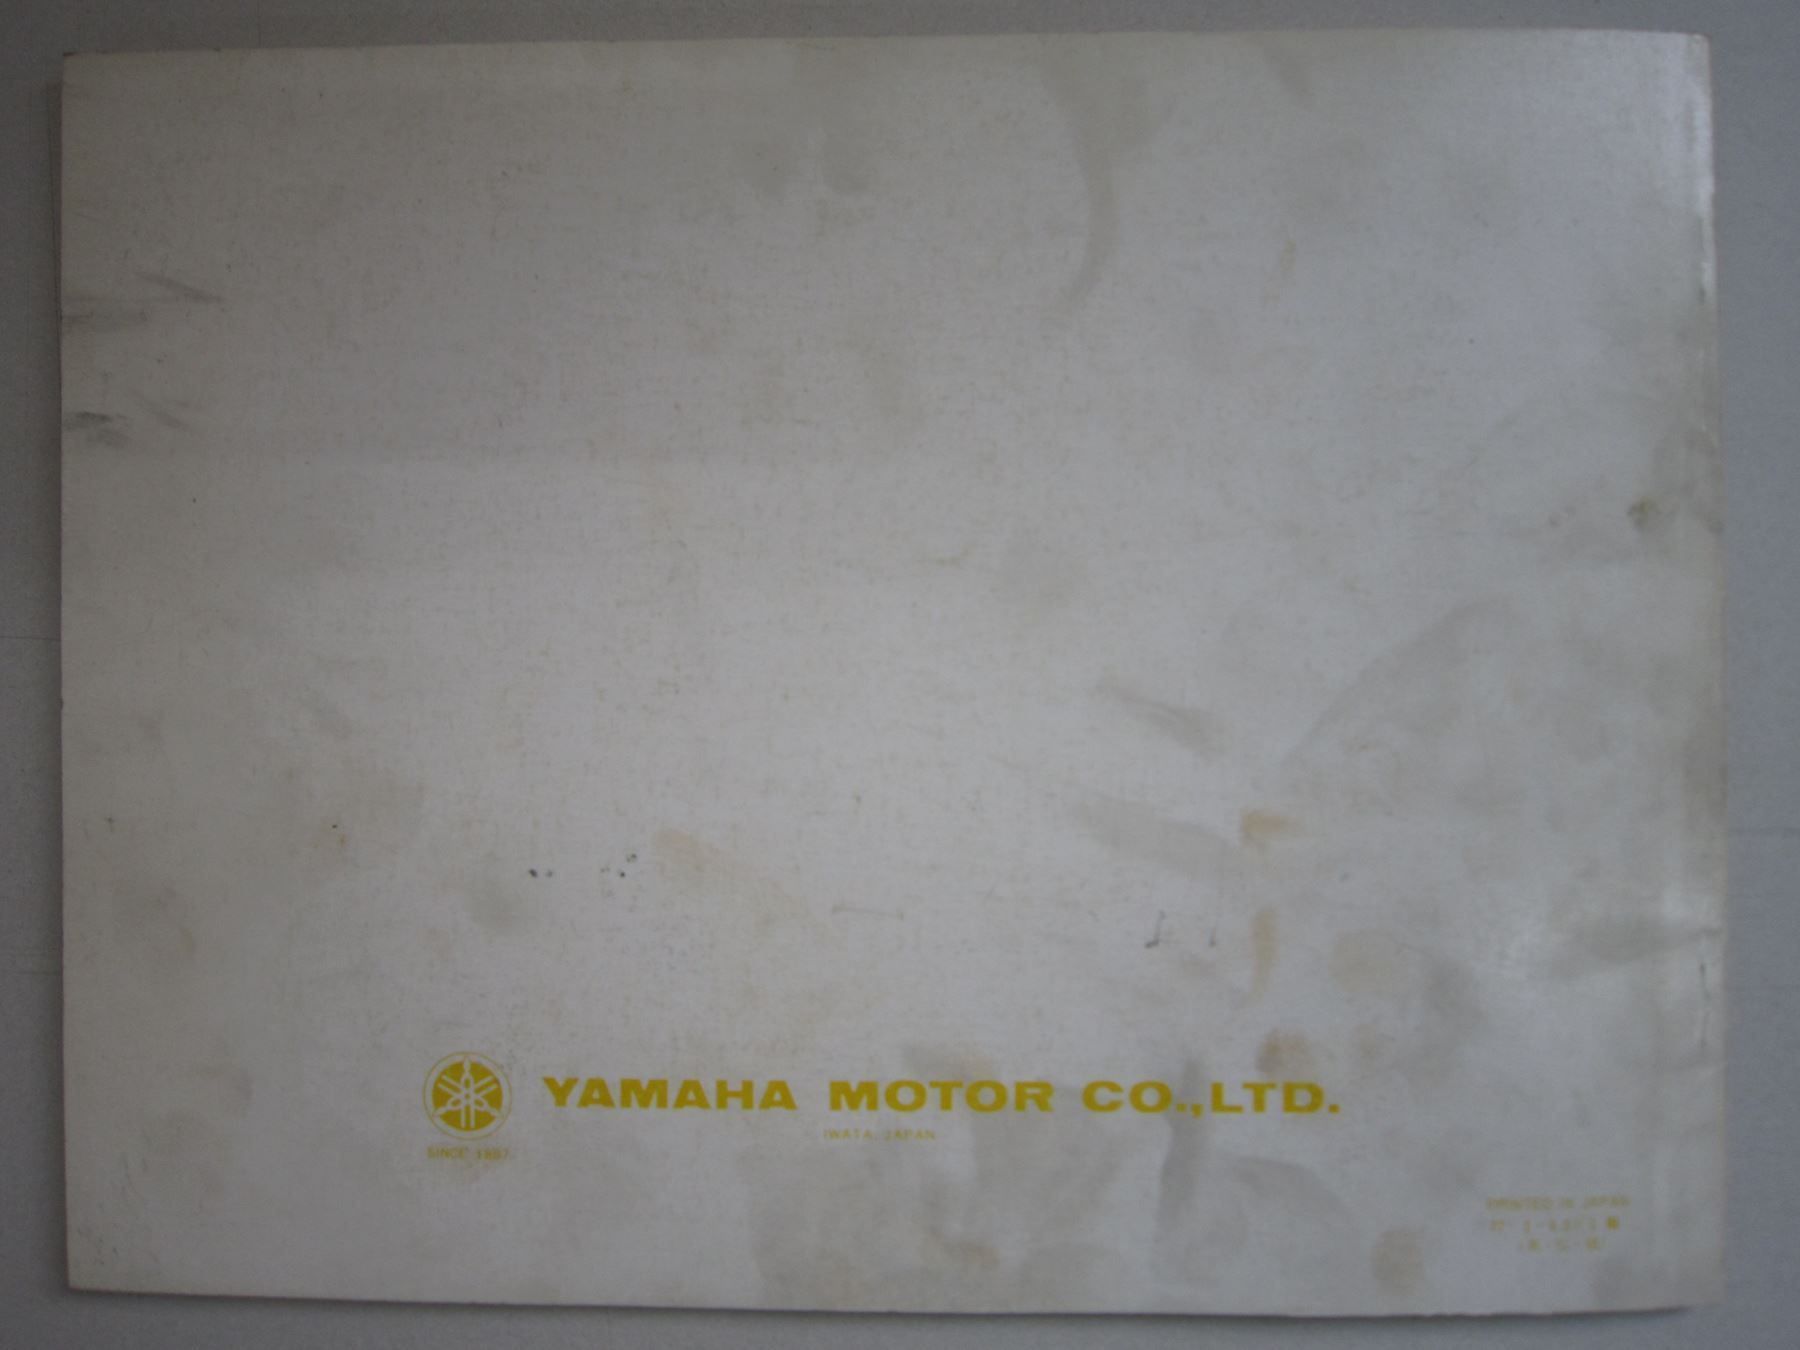 YAMAHA MOTOR CO.,LTD.
IWATA, JAPAN
SINCE 1887
PRINTED IN JAPAN